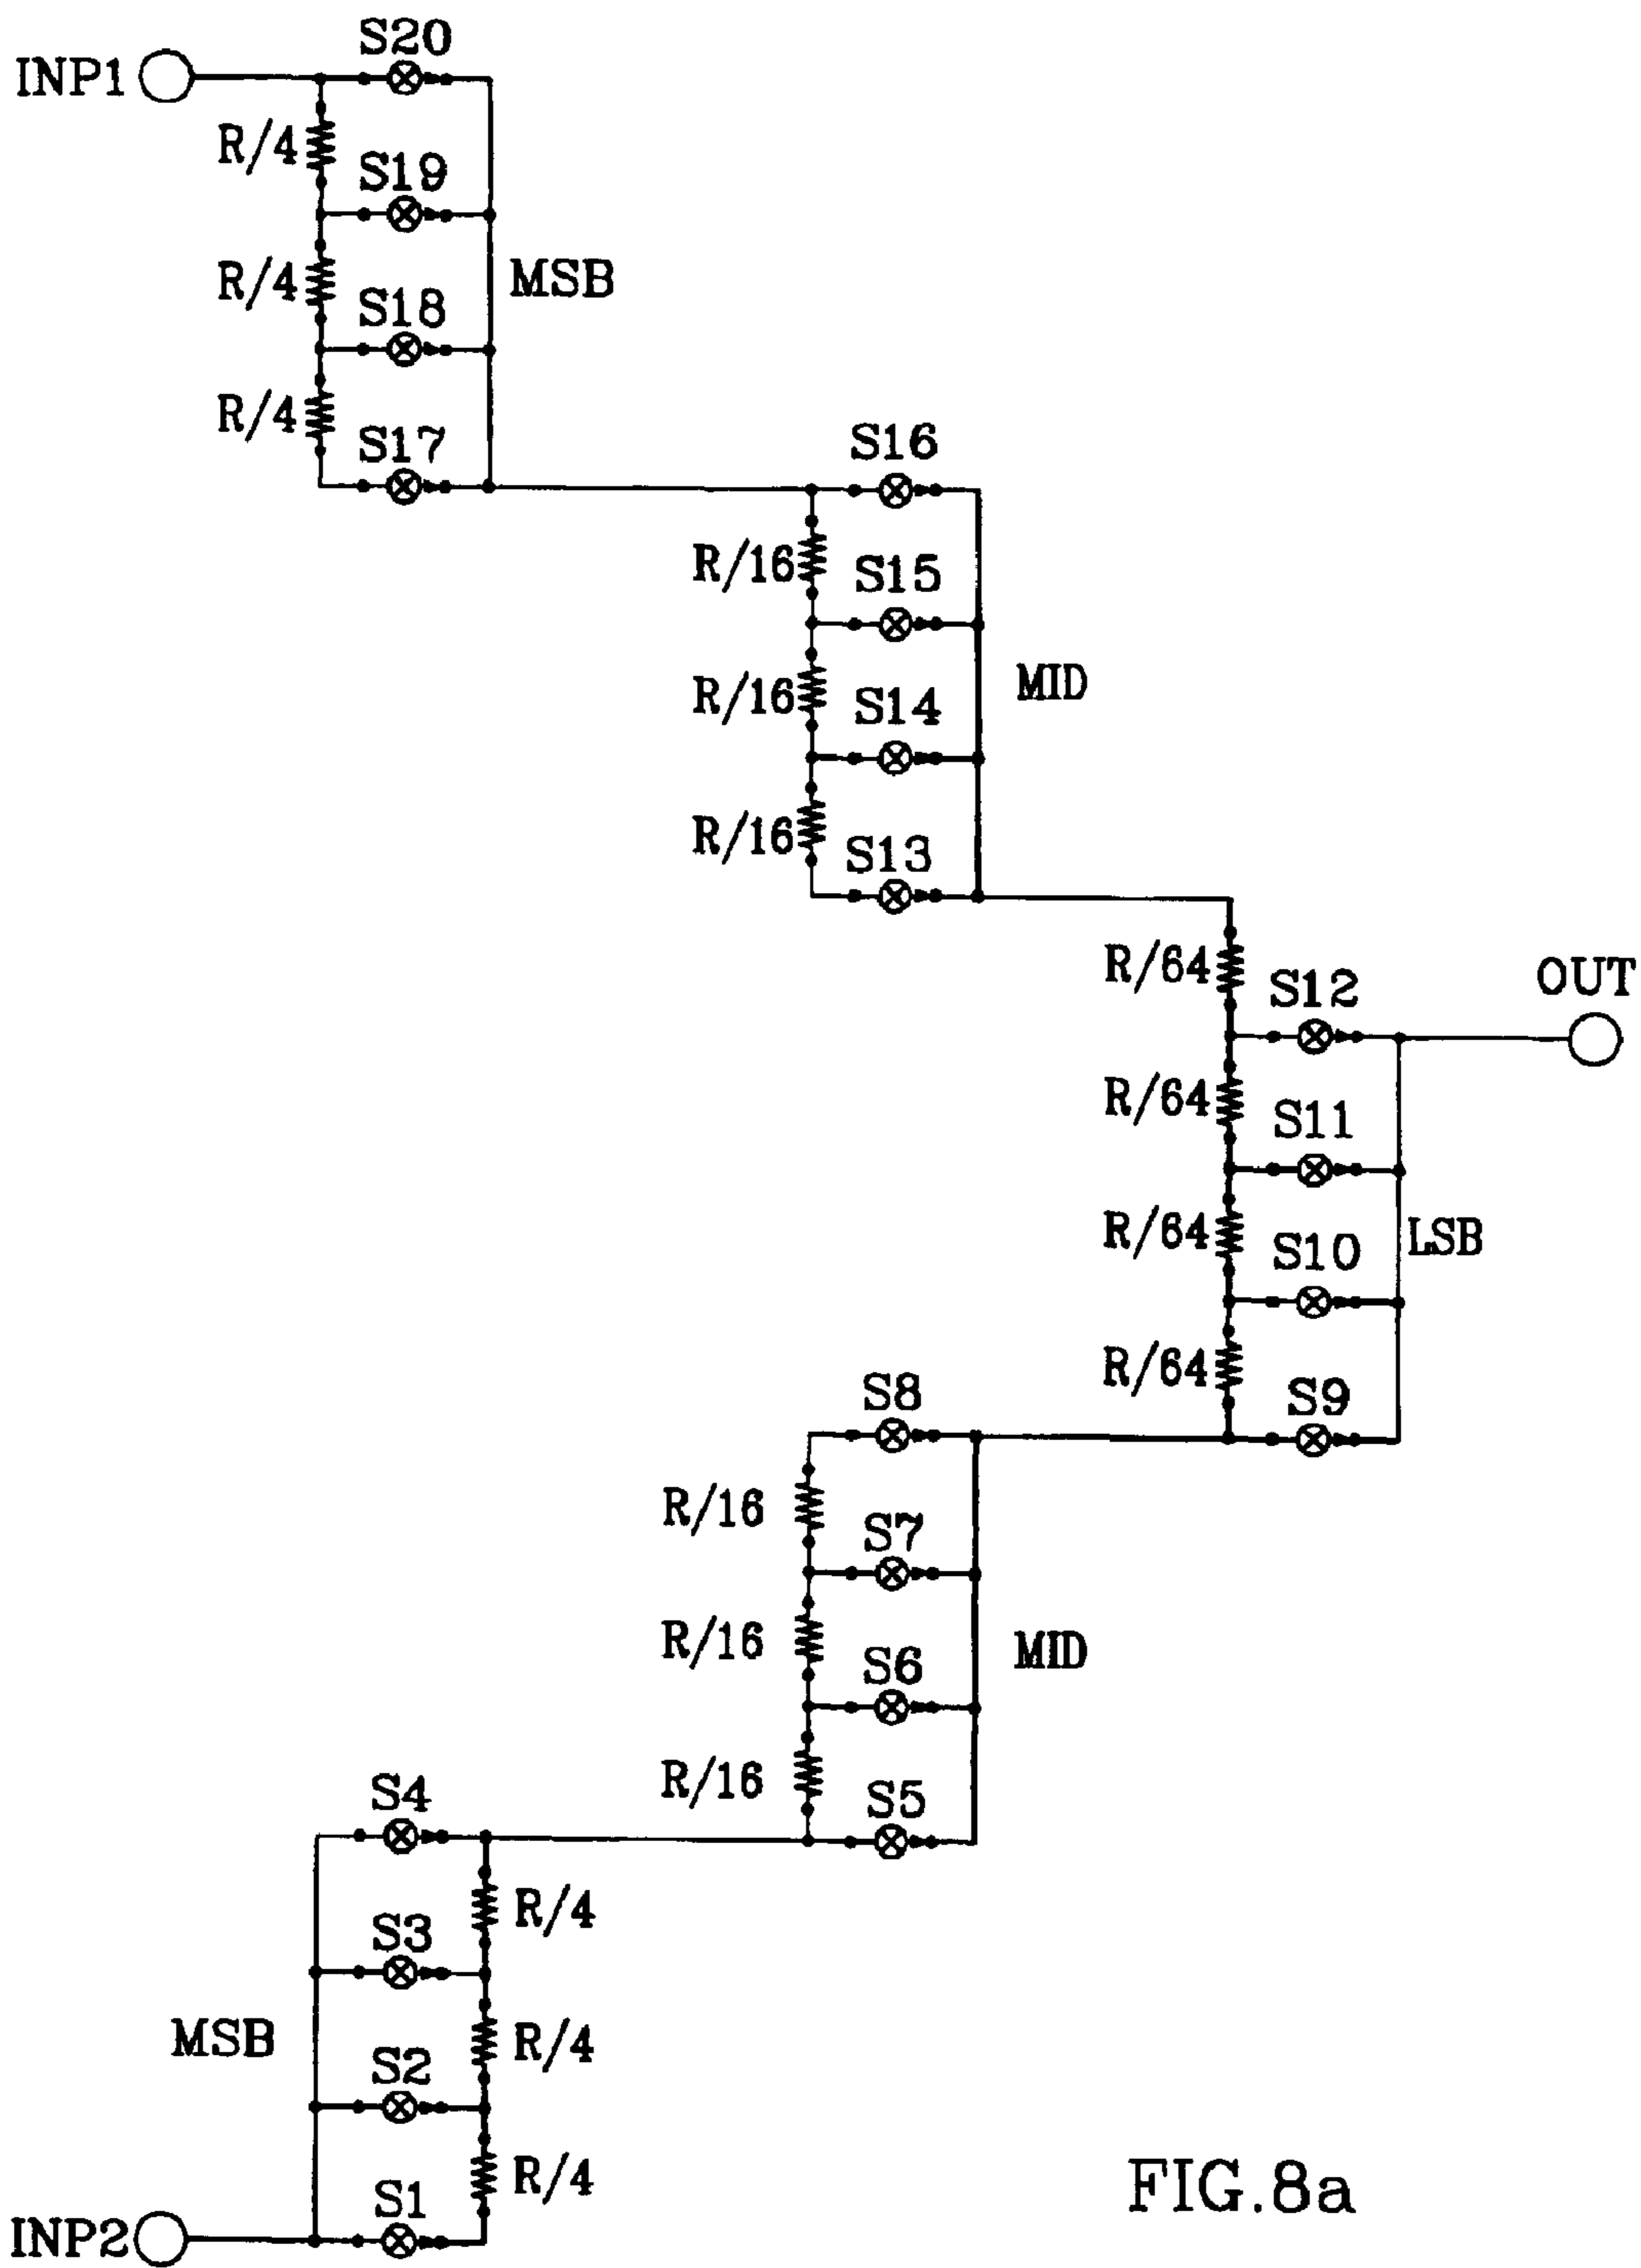 S20
INP1
R/4
S19
R/4
MSB
S18
R/4
S17
S16
R/16
S15
R/16
MID
S14
R/16
S13
R/64
S12
OUT
R/64
S11
R/64
LSB
S10
R/64
S9
S8
R/16
S7
R/16
MID
S6
R/16
S5
S4
R/4
S3
MSB
R/4
S2
R/4
S1
INP2
FIG.8a